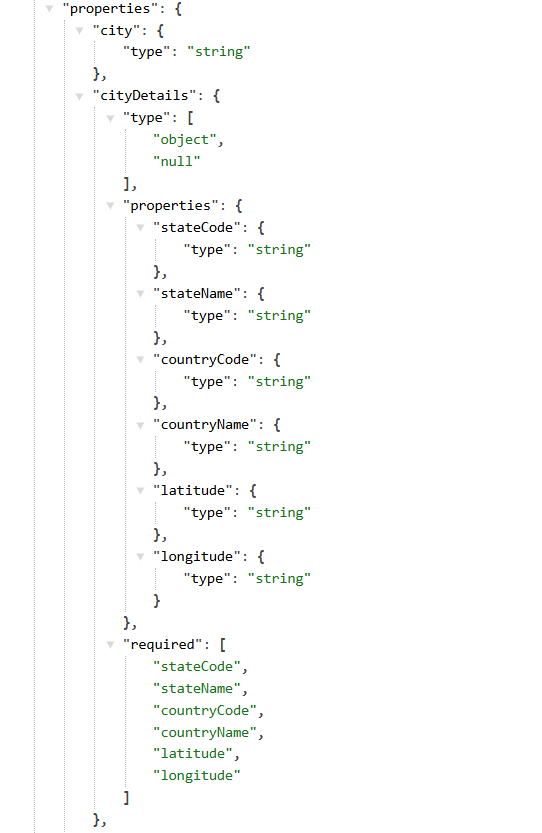 "properties": {
"city": {
"type": "string"
},
"cityDetails": {
"type": [
"object",
"null"
],
"properties": {
"stateCode": {
"type": "string"
},
"stateName": {
"type": "string"
},
"countryCode": {
"type": "string"
},
"countryName": {
"type": "string"
},
"latitude": {
"type": "string"
},
"longitude": {
"type": "string"
}
},
"required": [
"stateCode",
"stateName",
"countryCode",
"countryName",
"latitude",
"longitude"
]
},